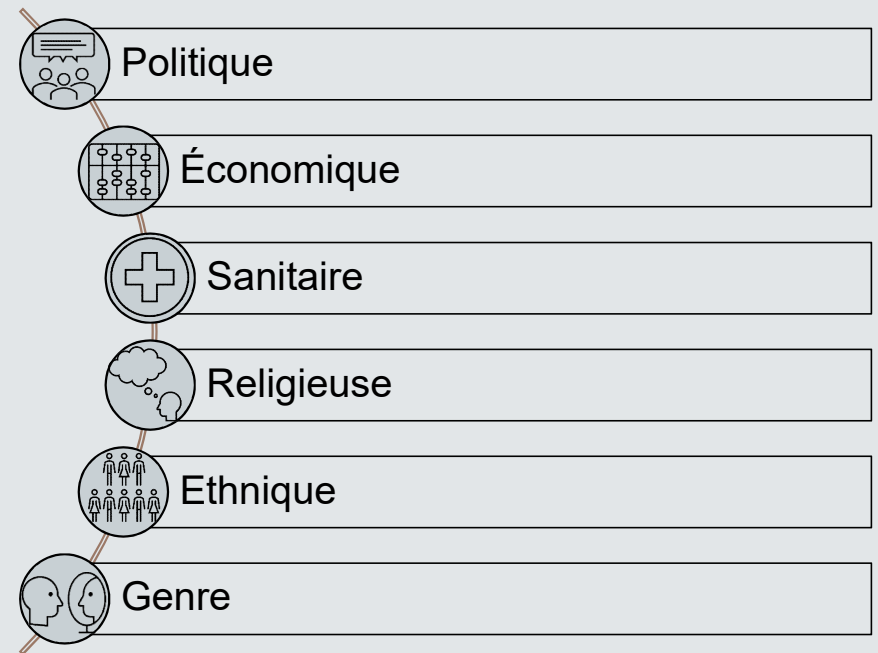 Politique
Économique
Sanitaire
Religieuse
Ethnique
Genre